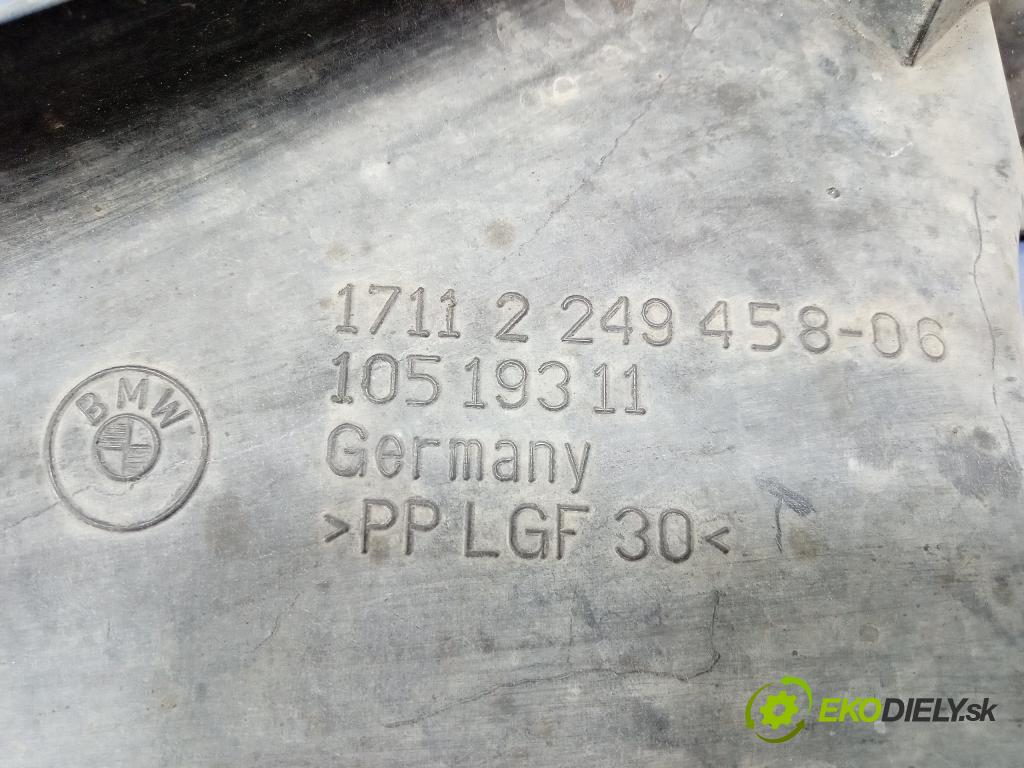 1711 2 249 458-06
105 193 11
BMW
Germany
>PP LGF 30<
EKODIELY.sk